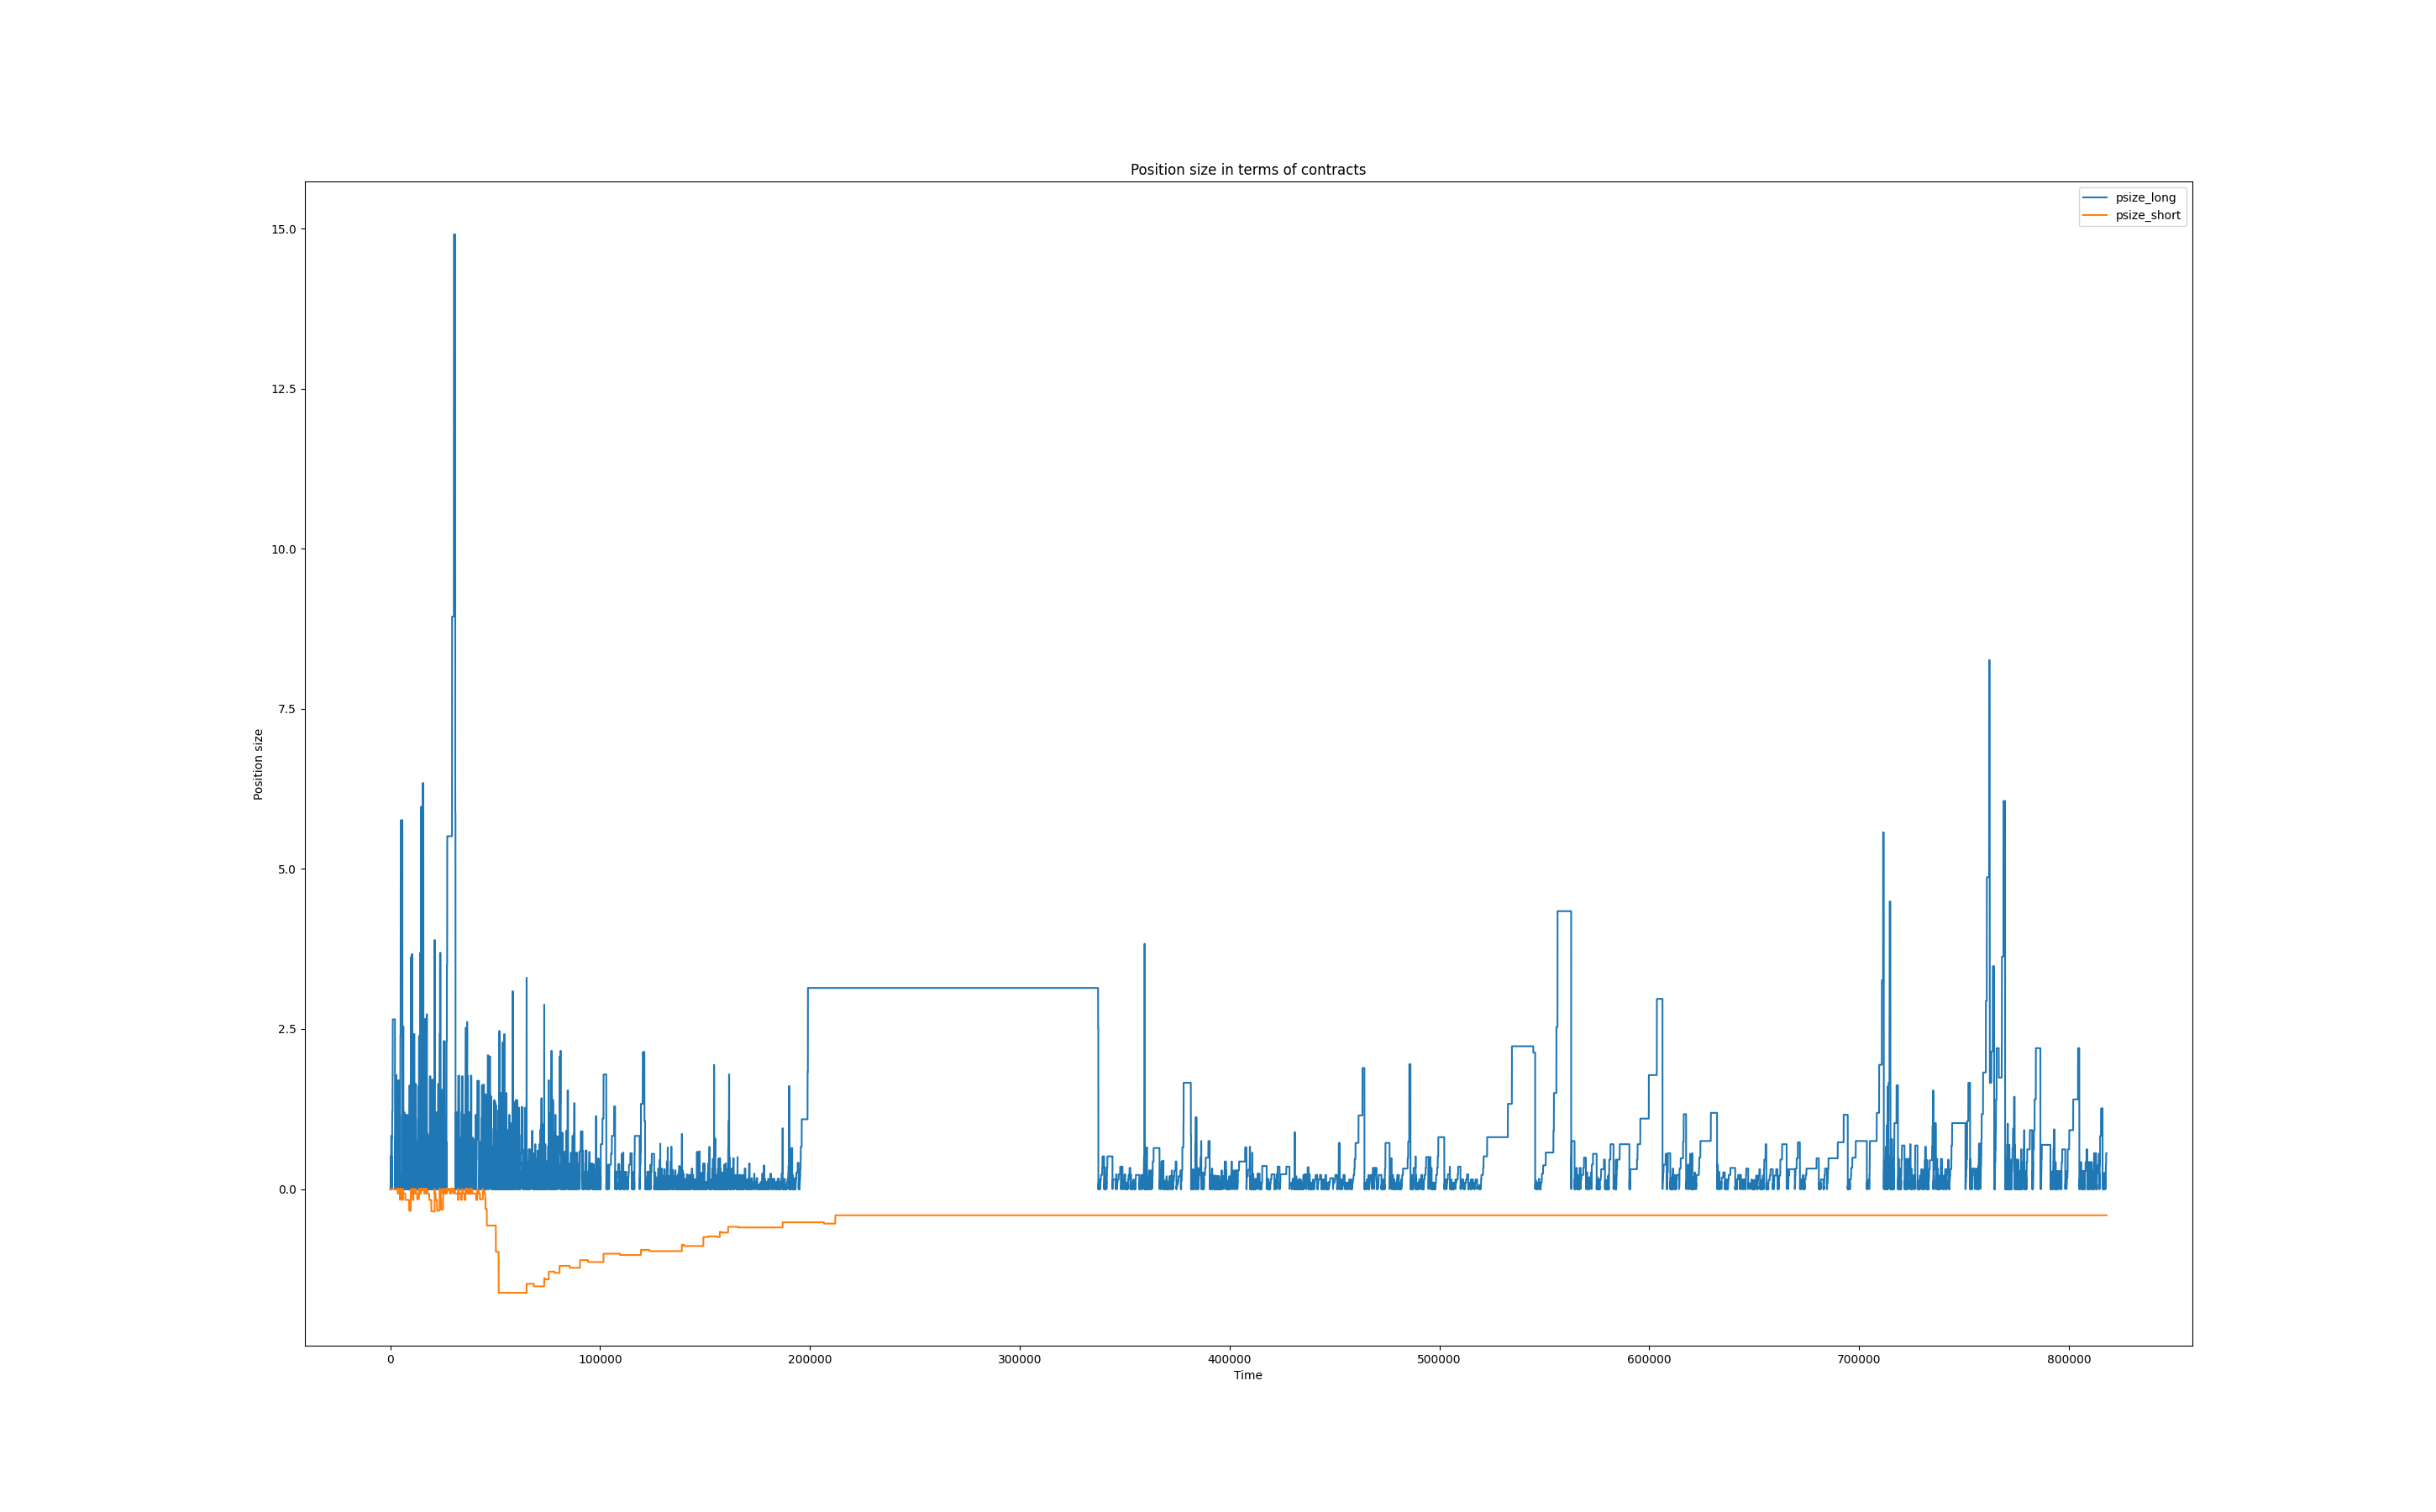 Position size in terms of contracts
psize_long
psize_short
15.0
12.5
10.0
7.5
5.0
2.5
0.0
Position size
0 100000 200000 300000 400000 500000 600000 700000 800000
Time